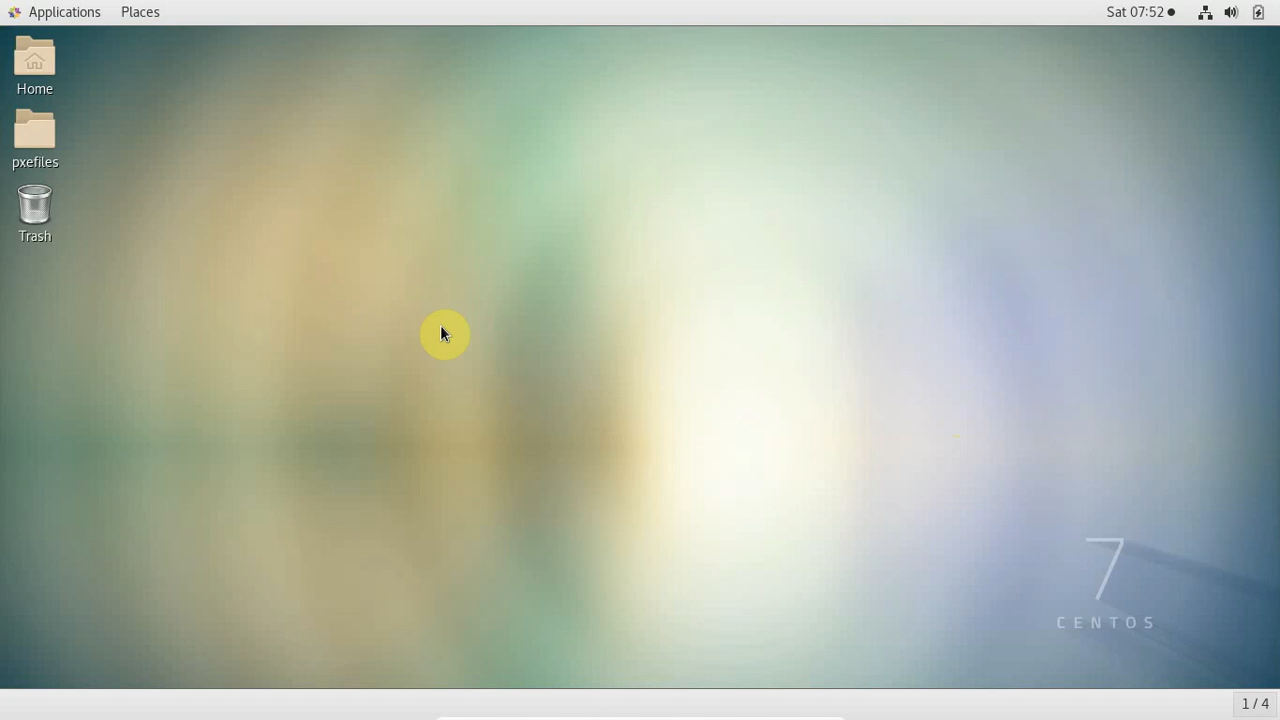 Applications Places Sat 07:52
Home
pxefiles
Trash
7
CENTOS
1 / 4